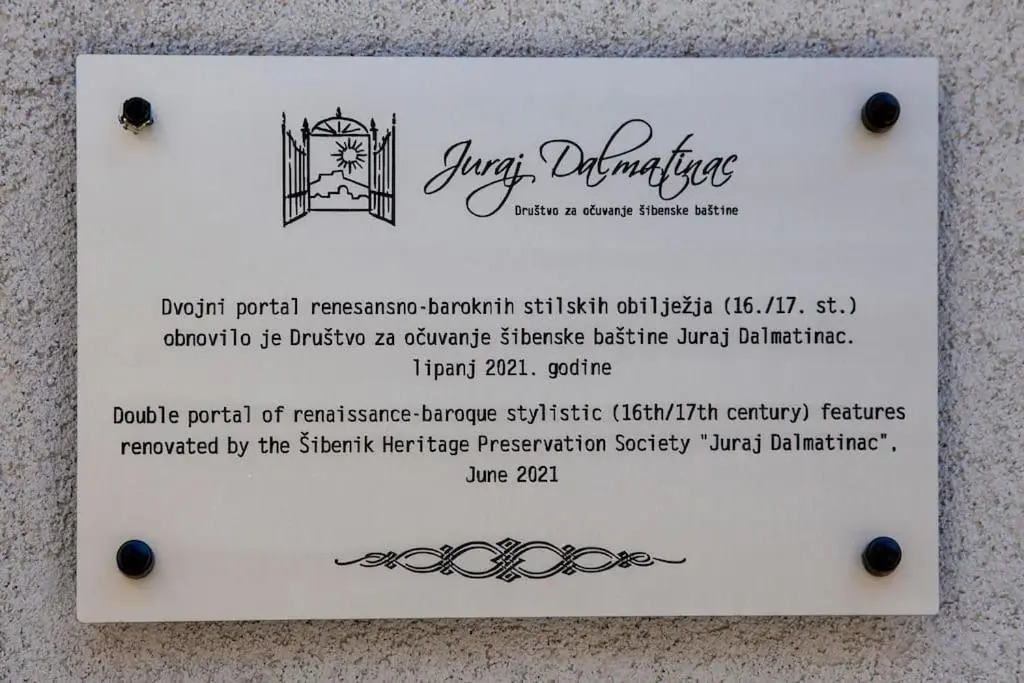 Juraj Dalmatinac
Društvo za očuvanje šibenske baštine
Dvojni portal renesansno-baroknih stilskih obilježja (16./17. st.)
obnovilo je Društvo za očuvanje šibenske baštine Juraj Dalmatinac.
lipanj 2021. godine
Double portal of renaissance-baroque stylistic (16th/17th century) features
renovated by the Šibenik Heritage Preservation Society "Juraj Dalmatinac".
June 2021